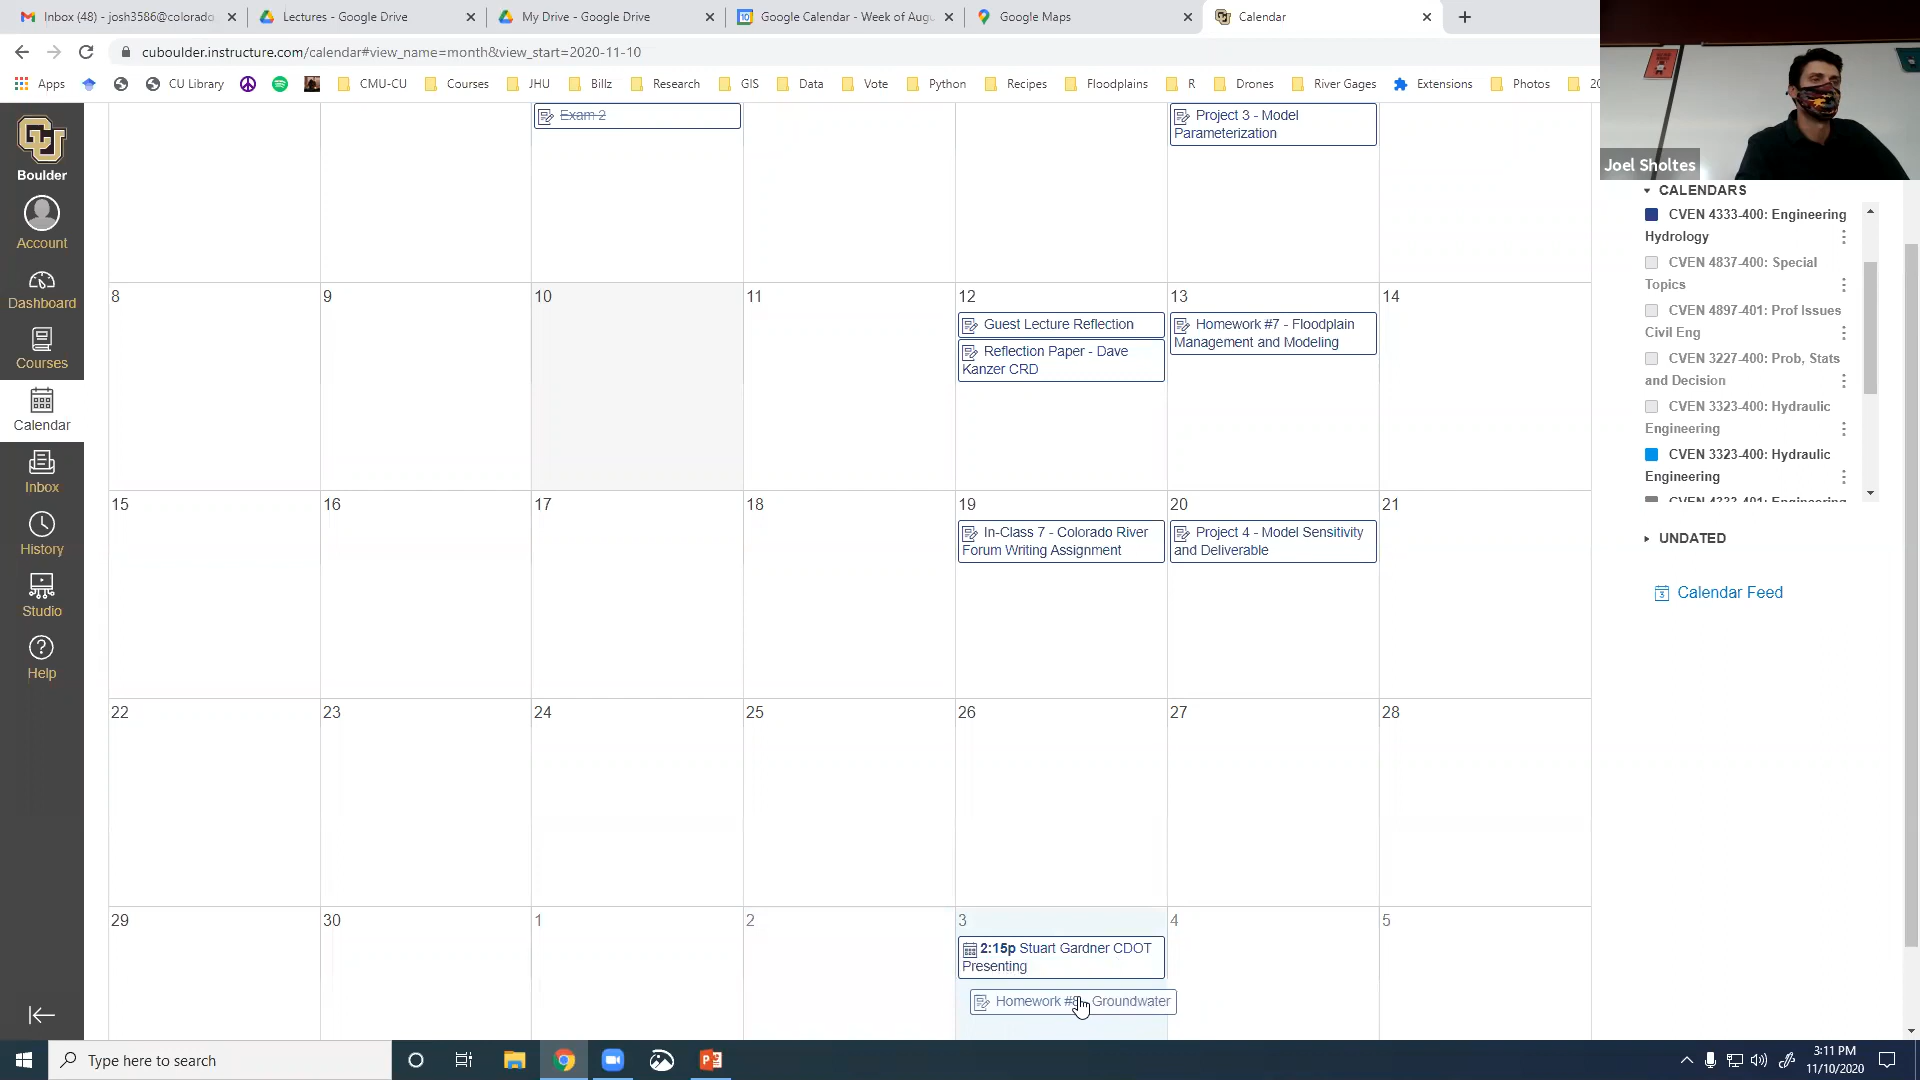 Inbox (48) - josh3586@colorado
Lectures - Google Drive
My Drive - Google Drive
Google Calendar - Week of Augu
Google Maps
Calendar
cuboulder.instructure.com/calendar#view_name=month&view_start=2020-11-10
Apps
CU Library
CMU-CU
Courses
JHU
Billz
Research
GIS
Data
Vote
Python
Recipes
Floodplains
R
Drones
River Gages
Extensions
Photos
20
Joel Sholtes
Boulder
Account
Dashboard
Courses
Calendar
Inbox
History
Studio
Help
Exam 2
Project 3 - Model
Parameterization
8
9
10
11
12
13
14
Guest Lecture Reflection
Reflection Paper - Dave
Kanzer CRD
Homework #7 - Floodplain
Management and Modeling
15
16
17
18
19
20
21
In-Class 7 - Colorado River
Forum Writing Assignment
Project 4 - Model Sensitivity
and Deliverable
22
23
24
25
26
27
28
29
30
1
2
3
4
5
2:15p Stuart Gardner CDOT
Presenting
Homework #8 - Groundwater
CALENDARS
CVEN 4333-400: Engineering
Hydrology
CVEN 4837-400: Special
Topics
CVEN 4897-401: Prof Issues
Civil Eng
CVEN 3227-400: Prob, Stats
and Decision
CVEN 3323-400: Hydraulic
Engineering
CVEN 3323-400: Hydraulic
Engineering
CVEN 4333-401: Engineering
UNDATED
Calendar Feed
Type here to search
3:11 PM
11/10/2020